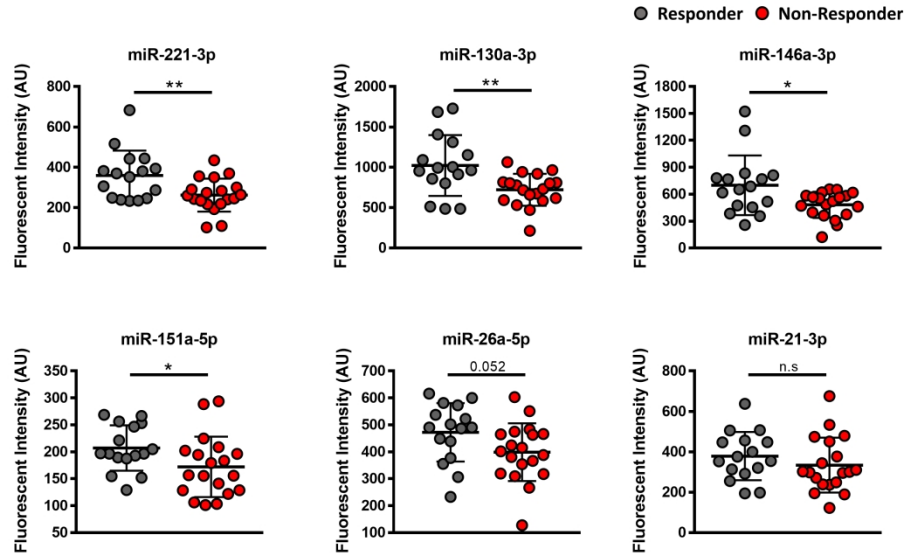 Responder Non-Responder
miR-221-3p
Fluorescent Intensity (AU)
800
600
400
200
0
**
miR-130a-3p
Fluorescent Intensity (AU)
2000
1500
1000
500
0
**
miR-146a-3p
Fluorescent Intensity (AU)
1800
1500
1200
900
600
300
0
*
miR-151a-5p
Fluorescent Intensity (AU)
350
300
250
200
150
100
50
*
miR-26a-5p
Fluorescent Intensity (AU)
700
600
500
400
300
200
100
0.052
miR-21-3p
Fluorescent Intensity (AU)
800
600
400
200
0
n.s